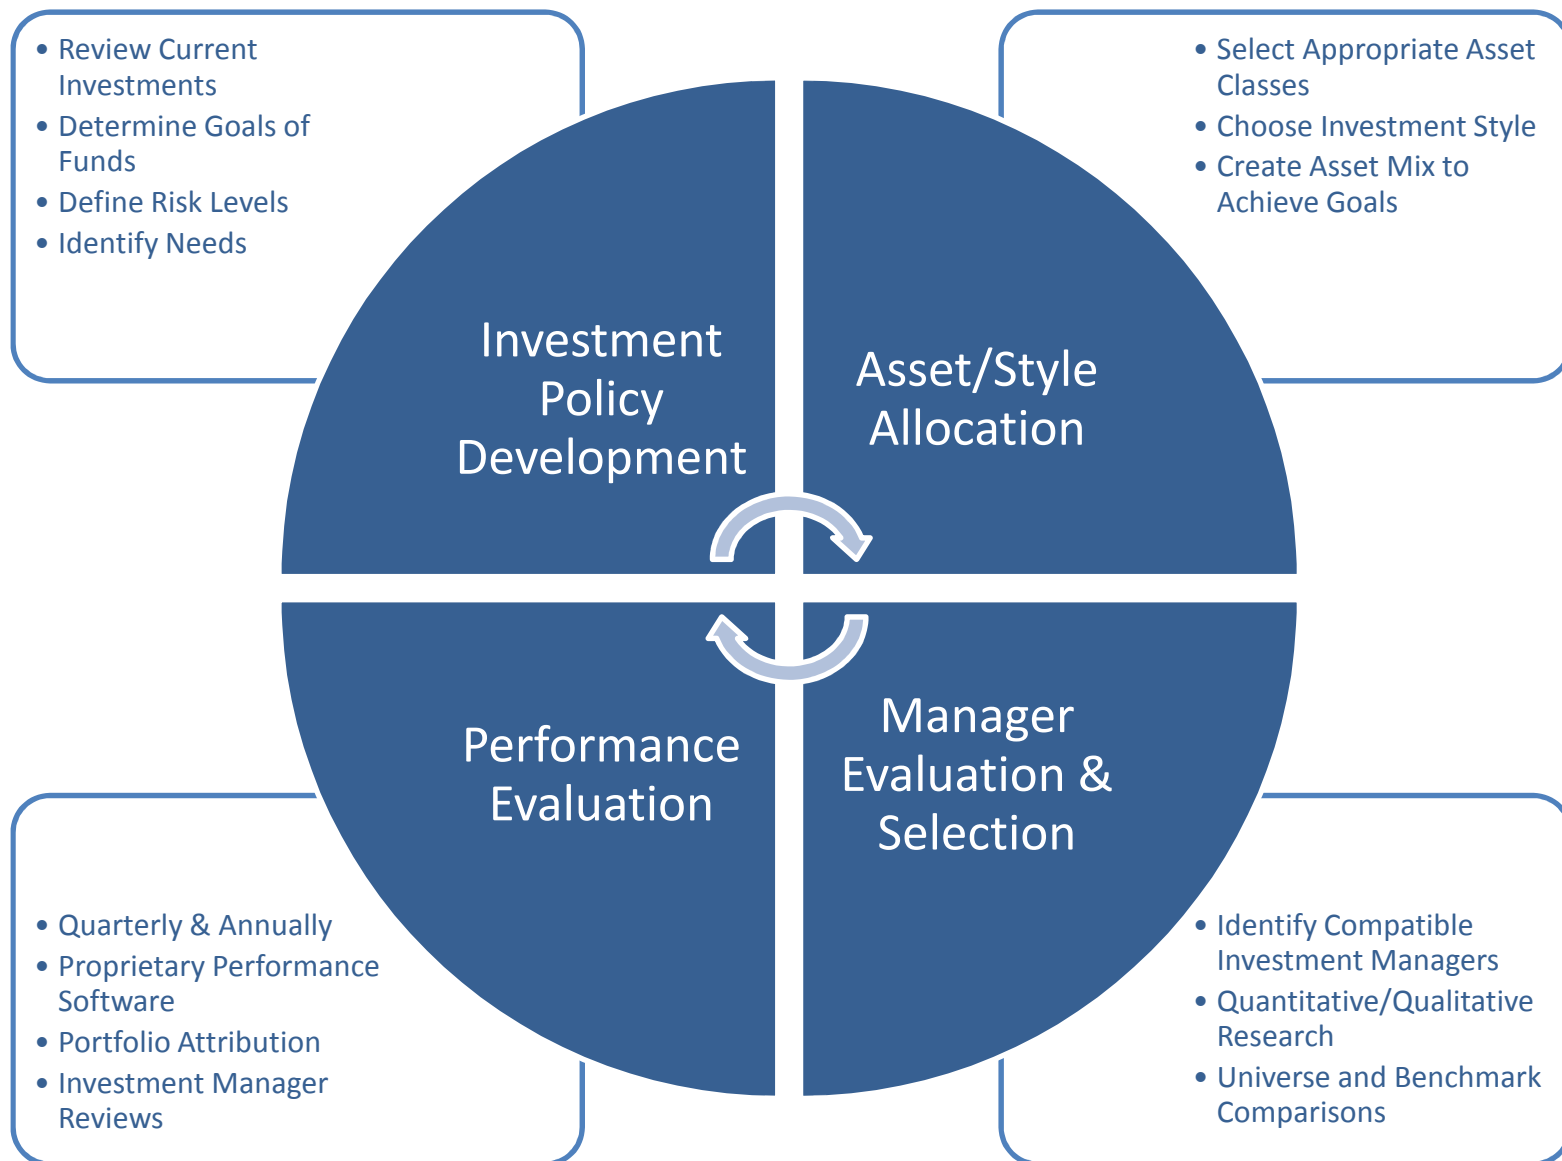 • Review Current
Investments
• Determine Goals of
Funds
• Define Risk Levels
• Identify Needs
• Select Appropriate Asset
Classes
• Choose Investment Style
• Create Asset Mix to
Achieve Goals
Investment
Policy
Development
Asset/Style
Allocation
Performance
Evaluation
Manager
Evaluation &
Selection
• Quarterly & Annually
• Proprietary Performance
Software
• Portfolio Attribution
• Investment Manager
Reviews
• Identify Compatible
Investment Managers
• Quantitative/Qualitative
Research
• Universe and Benchmark
Comparisons